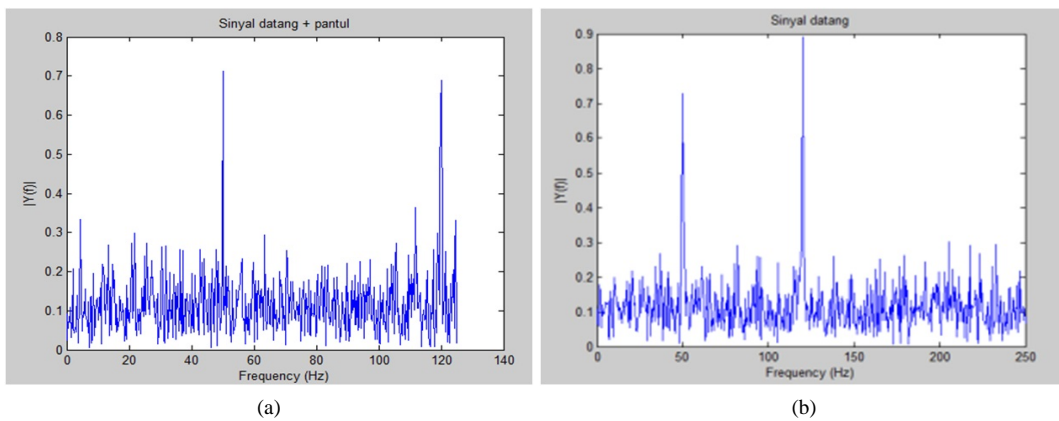 Sinyal datang + pantul
0.8
0.7
0.6
0.5
0.4
0.3
0.2
0.1
0
|Y(f)|
0 20 40 60 80 100 120 140
Frequency (Hz)
(a)
Sinyal datang
0.9
0.8
0.7
0.6
0.5
0.4
0.3
0.2
0.1
0
|Y(f)|
0 50 100 150 200 250
Frequency (Hz)
(b)